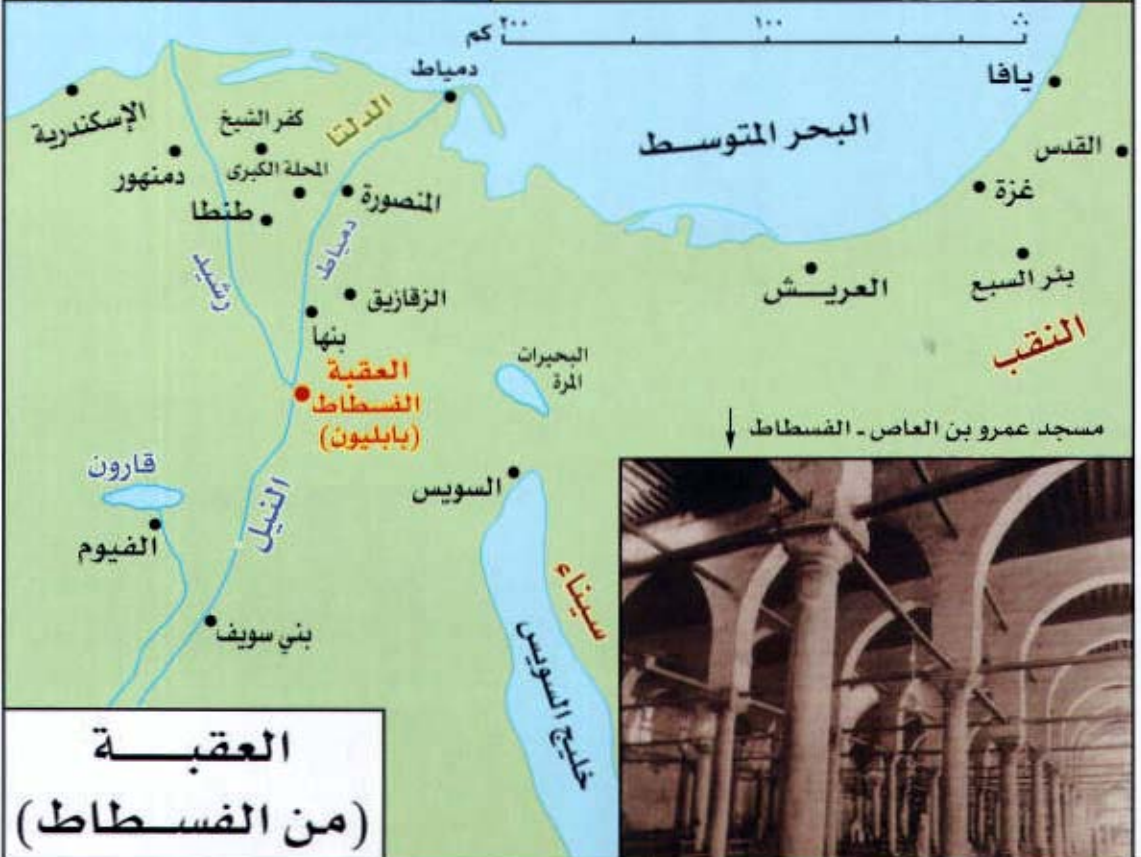 كم ٢٠٠ ١٠٠
دمياط
يافا
الإسكندرية
كفر الشيخ
الدلتا
البحر المتوسط
القدس
دمنهور
المحلة الكبرى
المنصورة
غزة
طنطا
دمياط
رشيد
الزقازيق
العريش
بئر السبع
بنها
النقب
البحيرات
المرة
العقبة
الفسطاط
(بابليون)
مسجد عمرو بن العاص - الفسطاط
قارون
السويس
النيل
الفيوم
سيناء
بني سويف
خليج السويس
العقبة
(من الفسطاط)